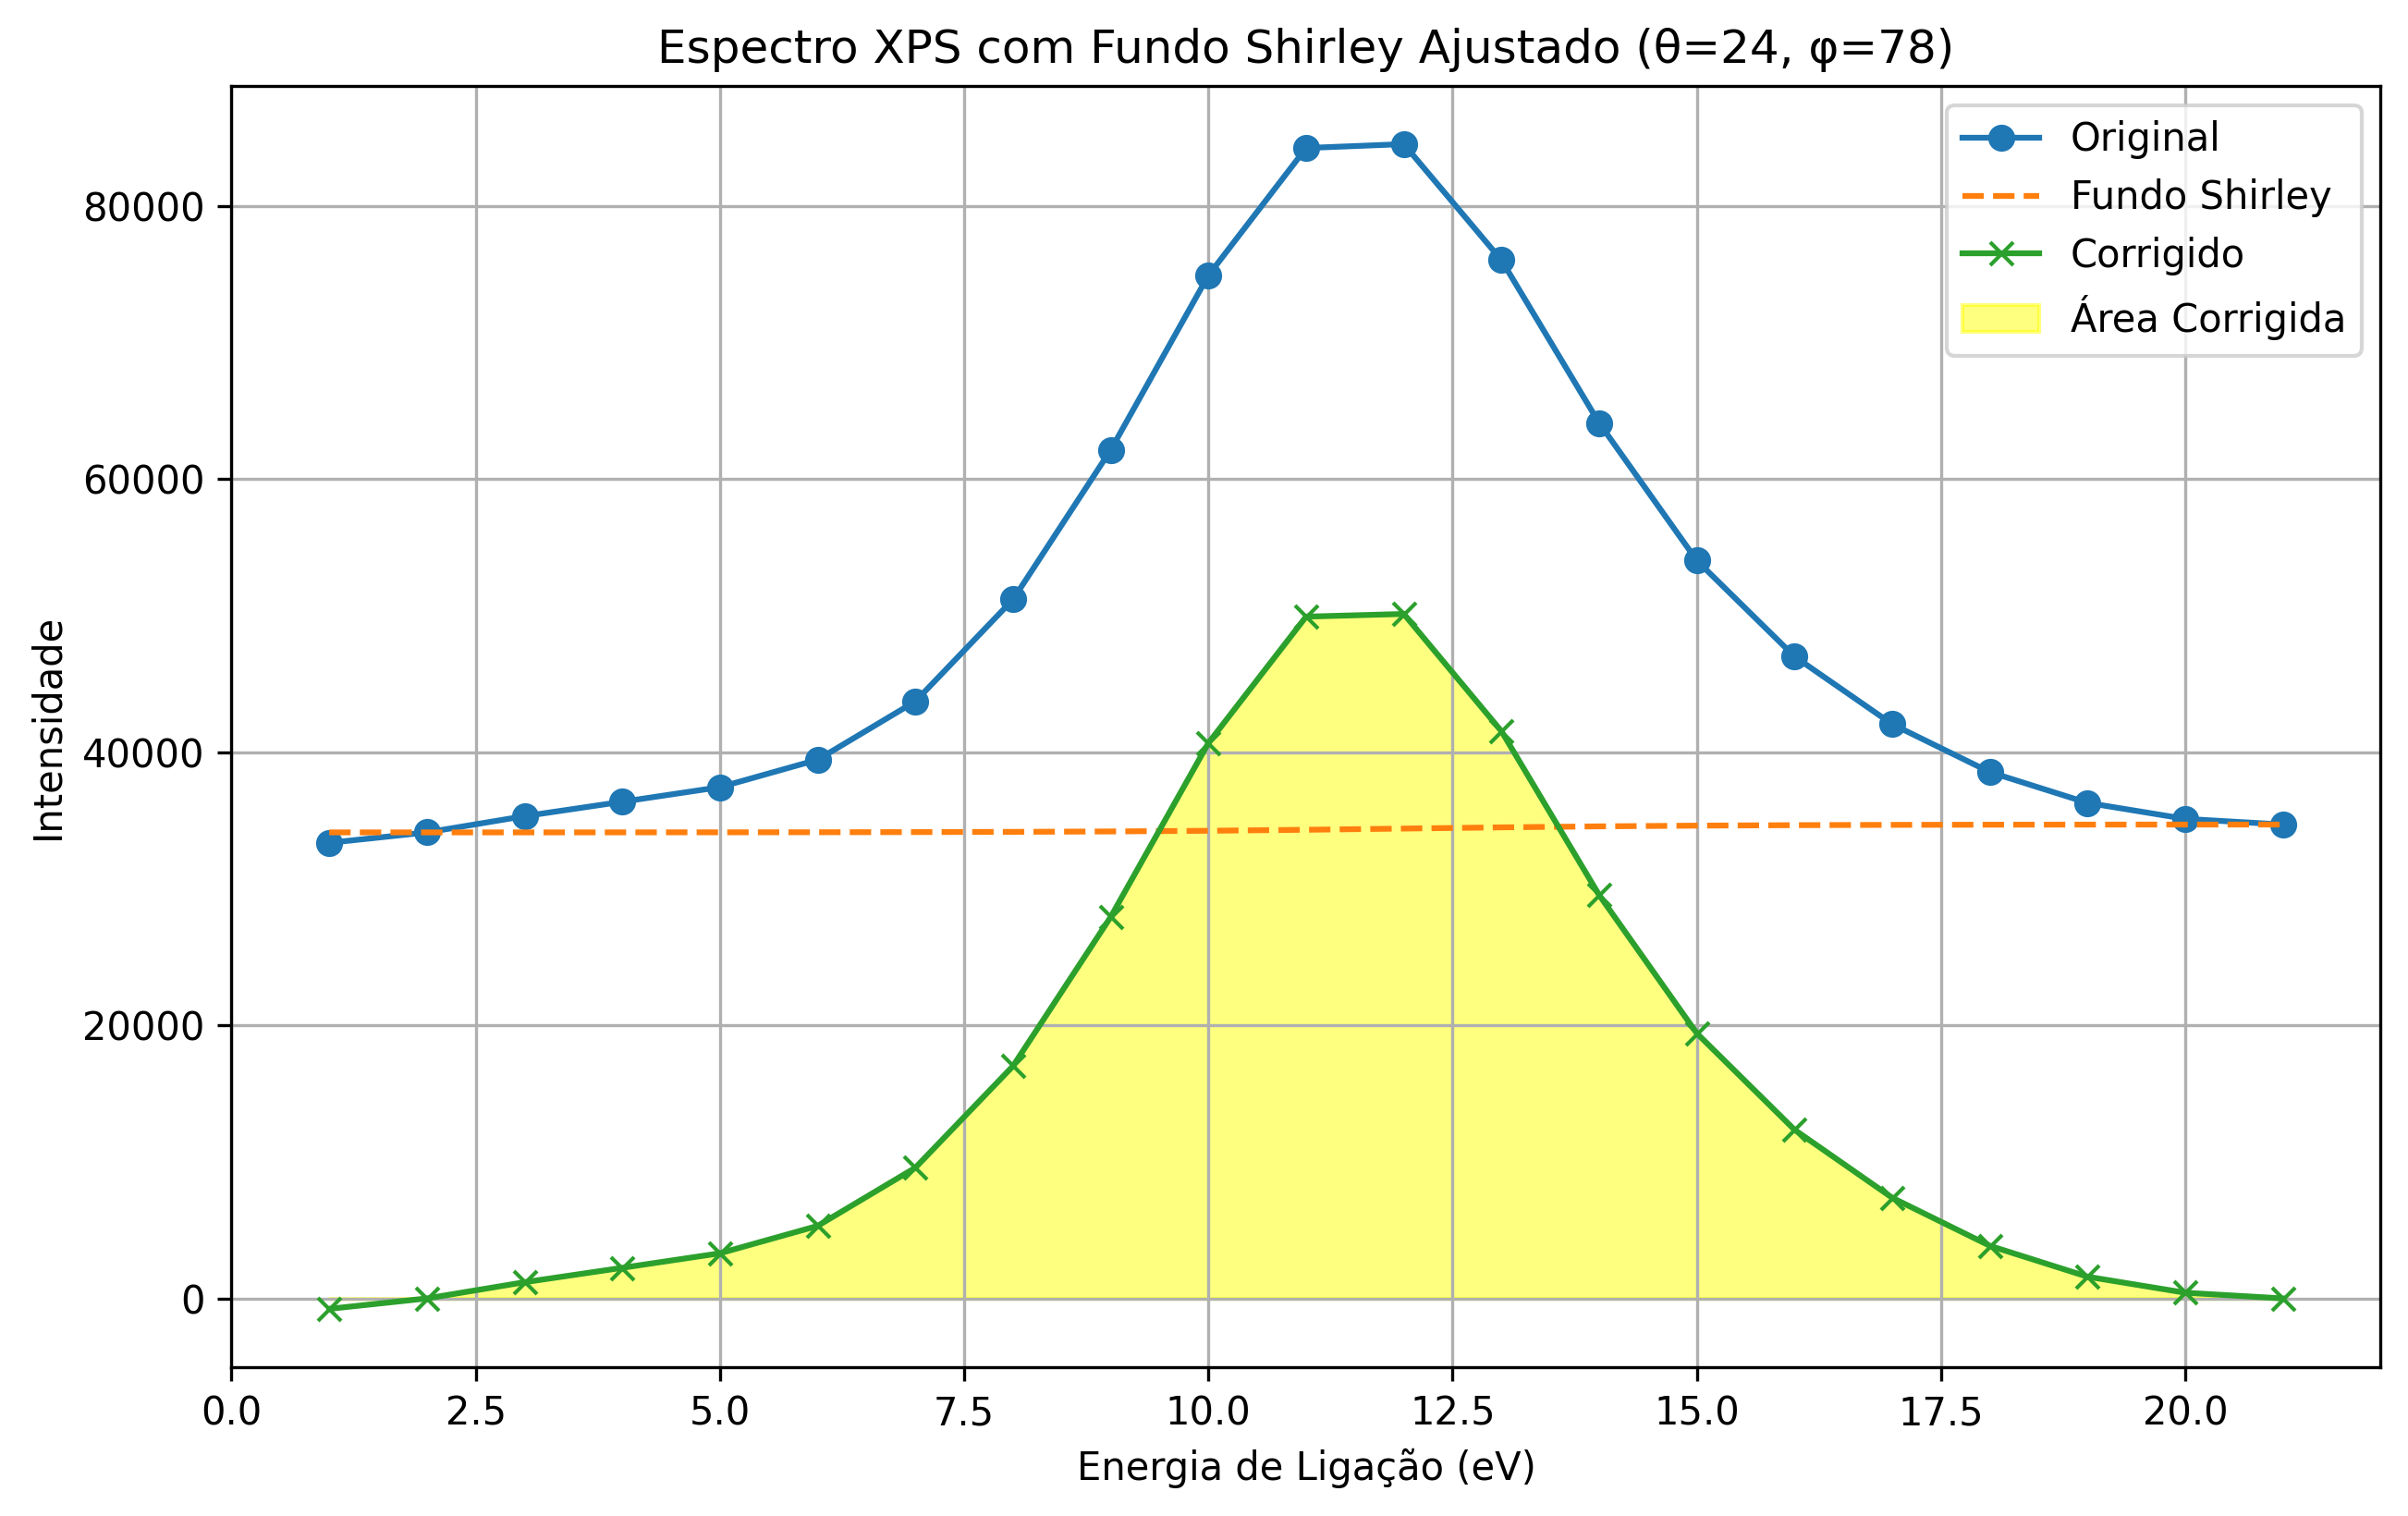 Espectro XPS com Fundo Shirley Ajustado (θ=24, φ=78)
Original
Fundo Shirley
Corrigido
Área Corrigida
Intensidade
80000
60000
40000
20000
0
0.0 2.5 5.0 7.5 10.0 12.5 15.0 17.5 20.0
Energia de Ligação (eV)